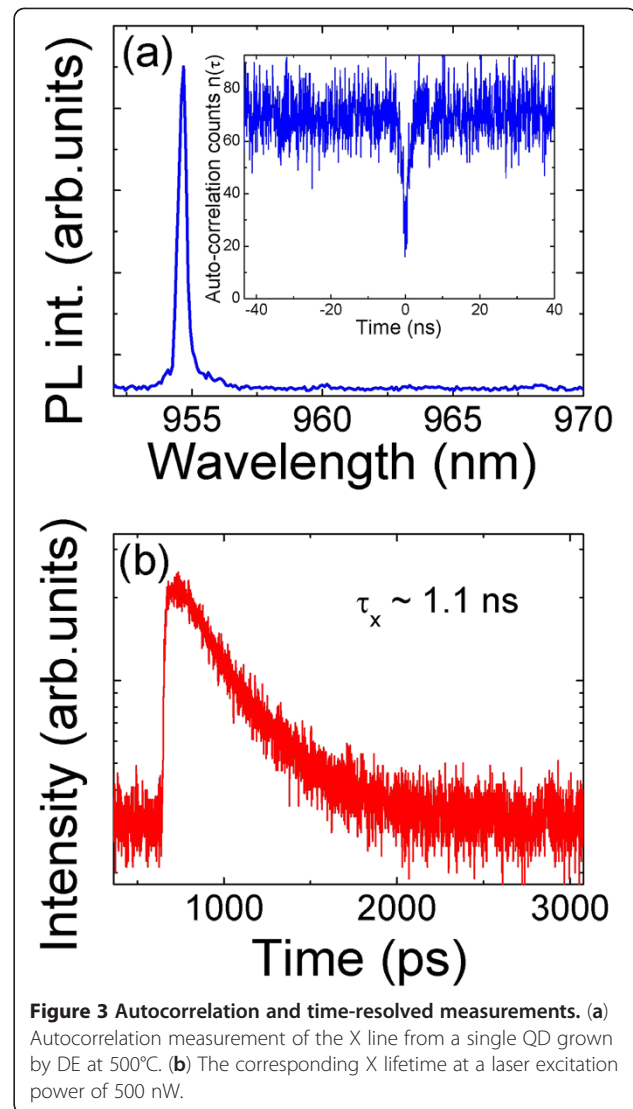 (a)
PL int. (arb.units)
Auto-correlation counts n(τ)
80
60
40
20
0
-40
-20
0
20
40
Time (ns)
955
960
965
970
Wavelength (nm)
(b)
τx ~ 1.1 ns
Intensity (arb.units)
1000
2000
3000
Time (ps)
Figure 3 Autocorrelation and time-resolved measurements. (a)
Autocorrelation measurement of the X line from a single QD grown
by DE at 500°C. (b) The corresponding X lifetime at a laser excitation
power of 500 nW.